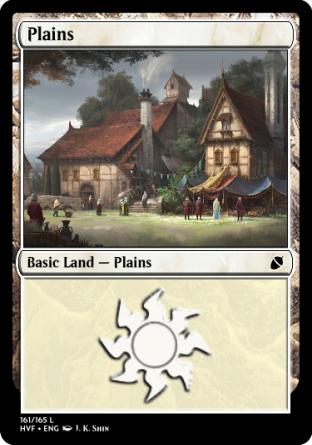 Plains
Basic Land — Plains
161/165 L
HVF • ENG J. K. Shin